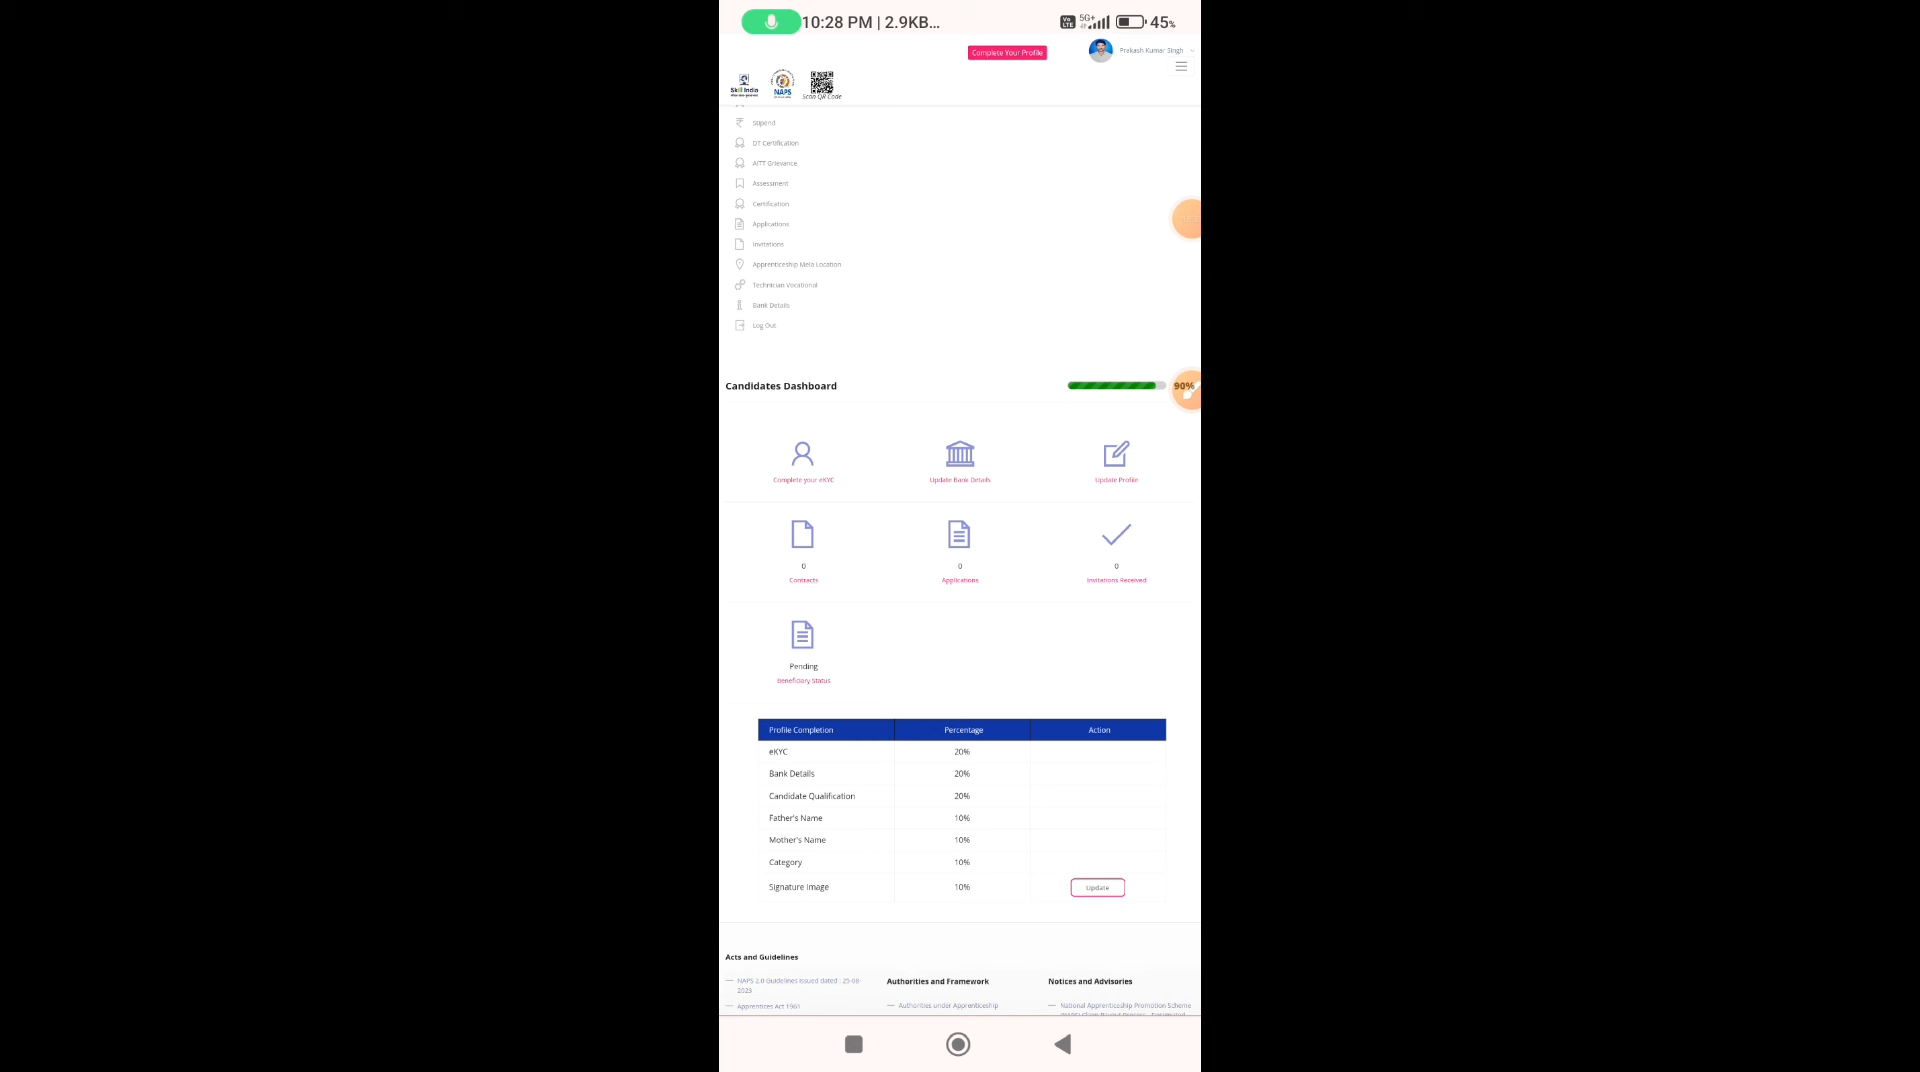 10:28 PM | 2.9KB...
Vo LTE 5G+ 45%
Complete Your Profile
Prakash Kumar Singh
Skill India
NAPS
Scan QR Code
Stipend
DT Certification
AITT Grievance
Assessment
Certification
Applications
Invitations
Apprenticeship Mela Location
Technician Vocational
Bank Details
Log Out
Candidates Dashboard
90%
Complete your eKYC
Update Bank Details
Update Profile
0
Contracts
0
Applications
0
Invitations Received
Pending
Beneficiary Status
Profile Completion Percentage Action
eKYC 20%
Bank Details 20%
Candidate Qualification 20%
Father's Name 10%
Mother's Name 10%
Category 10%
Signature Image 10% Update
Acts and Guidelines
NAPS 2.0 Guidelines issued dated : 25-08-
2023
Apprentices Act 1961
Authorities and Framework
Authorities under Apprenticeship
Notices and Advisories
National Apprenticeship Promotion Scheme